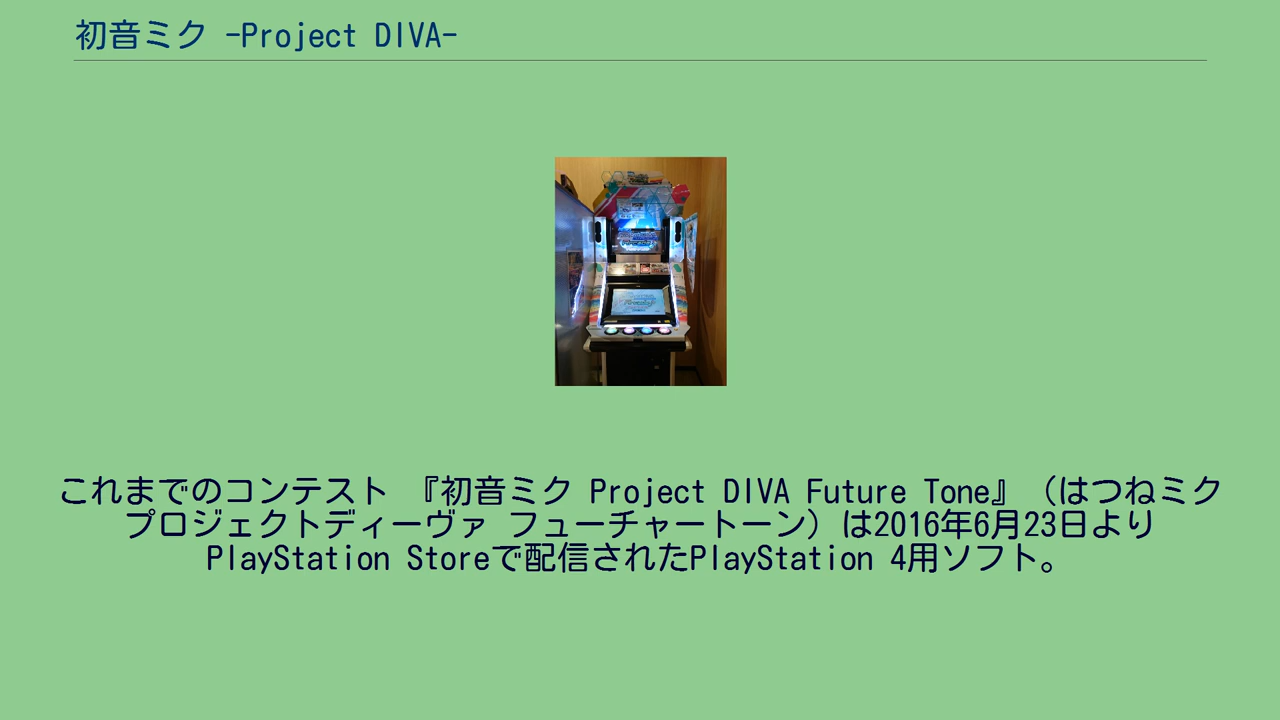 初音ミク -Project DIVA-
これまでのコンテスト 『初音ミク Project DIVA Future Tone』（はつねミク
プロジェクトディーヴァ フューチャートーン）は2016年6月23日より
PlayStation Storeで配信されたPlayStation 4用ソフト。